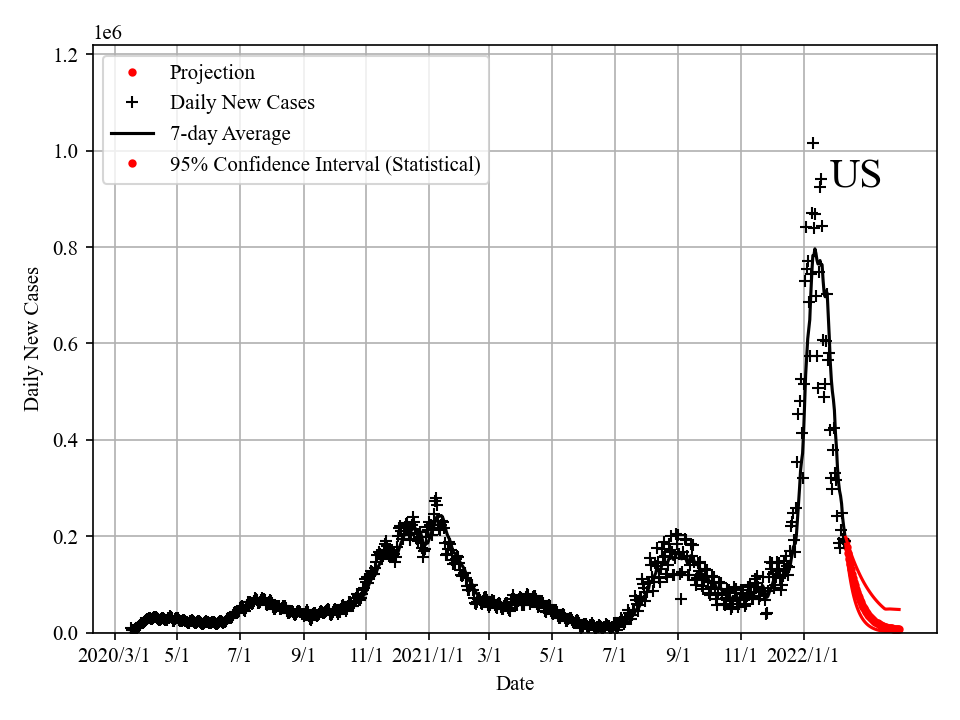 1e6
1.2
1.0
0.8
0.6
0.4
0.2
0.0
Daily New Cases
Projection
Daily New Cases
7-day Average
95% Confidence Interval (Statistical)
US
2020/3/1 5/1 7/1 9/1 11/1 2021/1/1 3/1 5/1 7/1 9/1 11/1 2022/1/1
Date